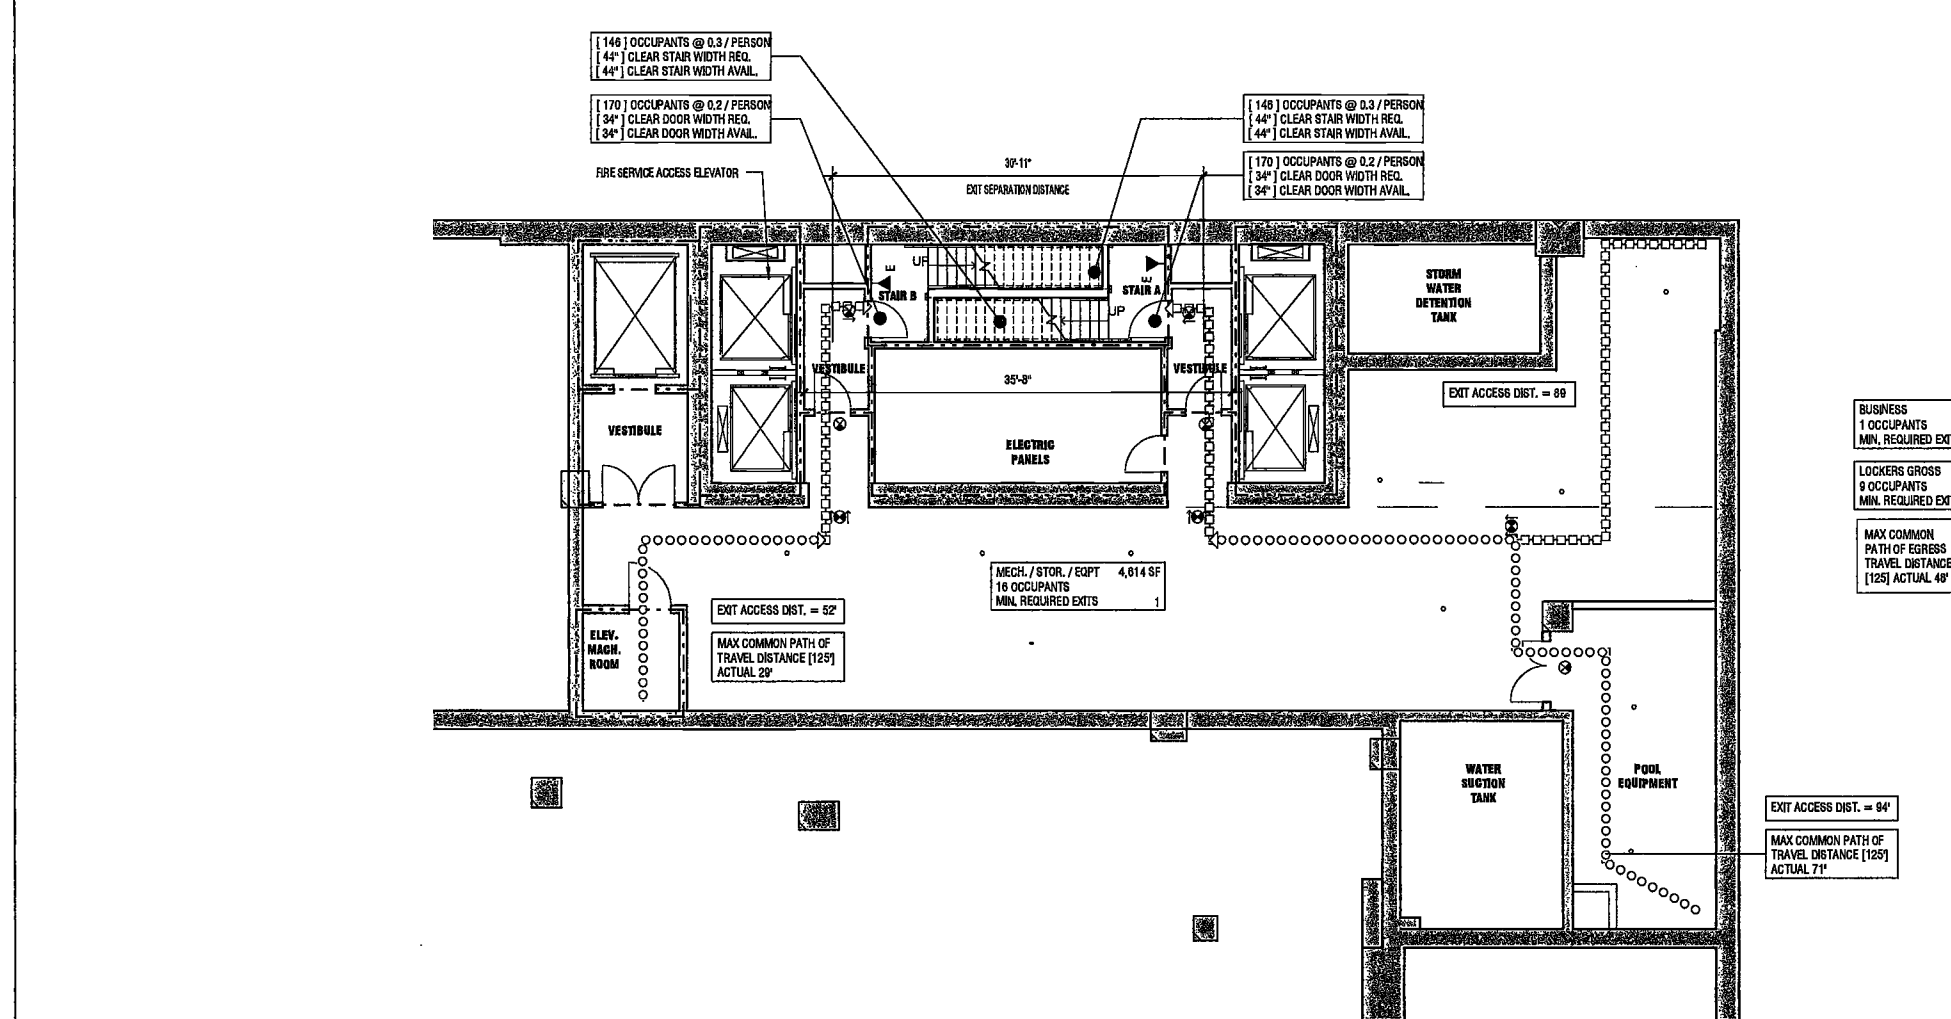 [ 146 ] OCCUPANTS @ 0.3 / PERSON
[ 44" ] CLEAR STAIR WIDTH REQ.
[ 44" ] CLEAR STAIR WIDTH AVAIL.
[ 170 ] OCCUPANTS @ 0.2 / PERSON
[ 34" ] CLEAR DOOR WIDTH REQ.
[ 34" ] CLEAR DOOR WIDTH AVAIL.
FIRE SERVICE ACCESS ELEVATOR
[ 146 ] OCCUPANTS @ 0.3 / PERSON
[ 44" ] CLEAR STAIR WIDTH REQ.
[ 44" ] CLEAR STAIR WIDTH AVAIL.
[ 170 ] OCCUPANTS @ 0.2 / PERSON
[ 34" ] CLEAR DOOR WIDTH REQ.
[ 34" ] CLEAR DOOR WIDTH AVAIL.
30'-11"
EXIT SEPARATION DISTANCE
UP
E
STAIR B
E
STAIR A
UP
STORM
WATER
DETENTION
TANK
VESTIBULE
35'-8"
VESTIBULE
EXIT ACCESS DIST. = 89
BUSINESS
1 OCCUPANTS
MIN. REQUIRED EXIT
VESTIBULE
ELECTRIC
PANELS
LOCKERS GROSS
9 OCCUPANTS
MIN. REQUIRED EXIT
MAX COMMON
PATH OF EGRESS
TRAVEL DISTANCE
[125] ACTUAL 48'
MECH. / STOR. / EQPT 4,614 SF
16 OCCUPANTS
MIN. REQUIRED EXITS 1
EXIT ACCESS DIST. = 52'
MAX COMMON PATH OF
TRAVEL DISTANCE [125']
ACTUAL 29'
ELEV.
MACH.
ROOM
WATER
SUCTION
TANK
POOL
EQUIPMENT
EXIT ACCESS DIST. = 94'
MAX COMMON PATH OF
TRAVEL DISTANCE [125']
ACTUAL 71'